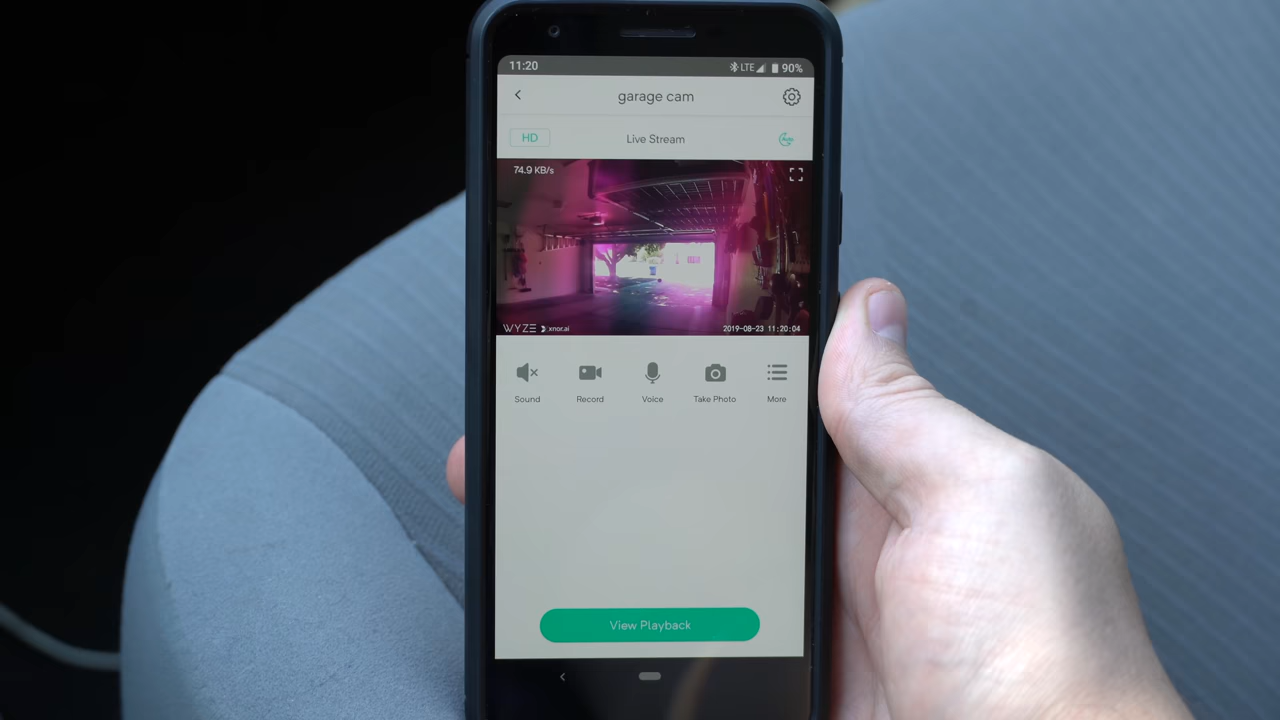 11:20 LTE 90%
garage cam
HD Live Stream Auto
74.9 KB/s
WYZE xnor.ai 2019-08-23 11:20:04
Sound Record Voice Take Photo More
View Playback